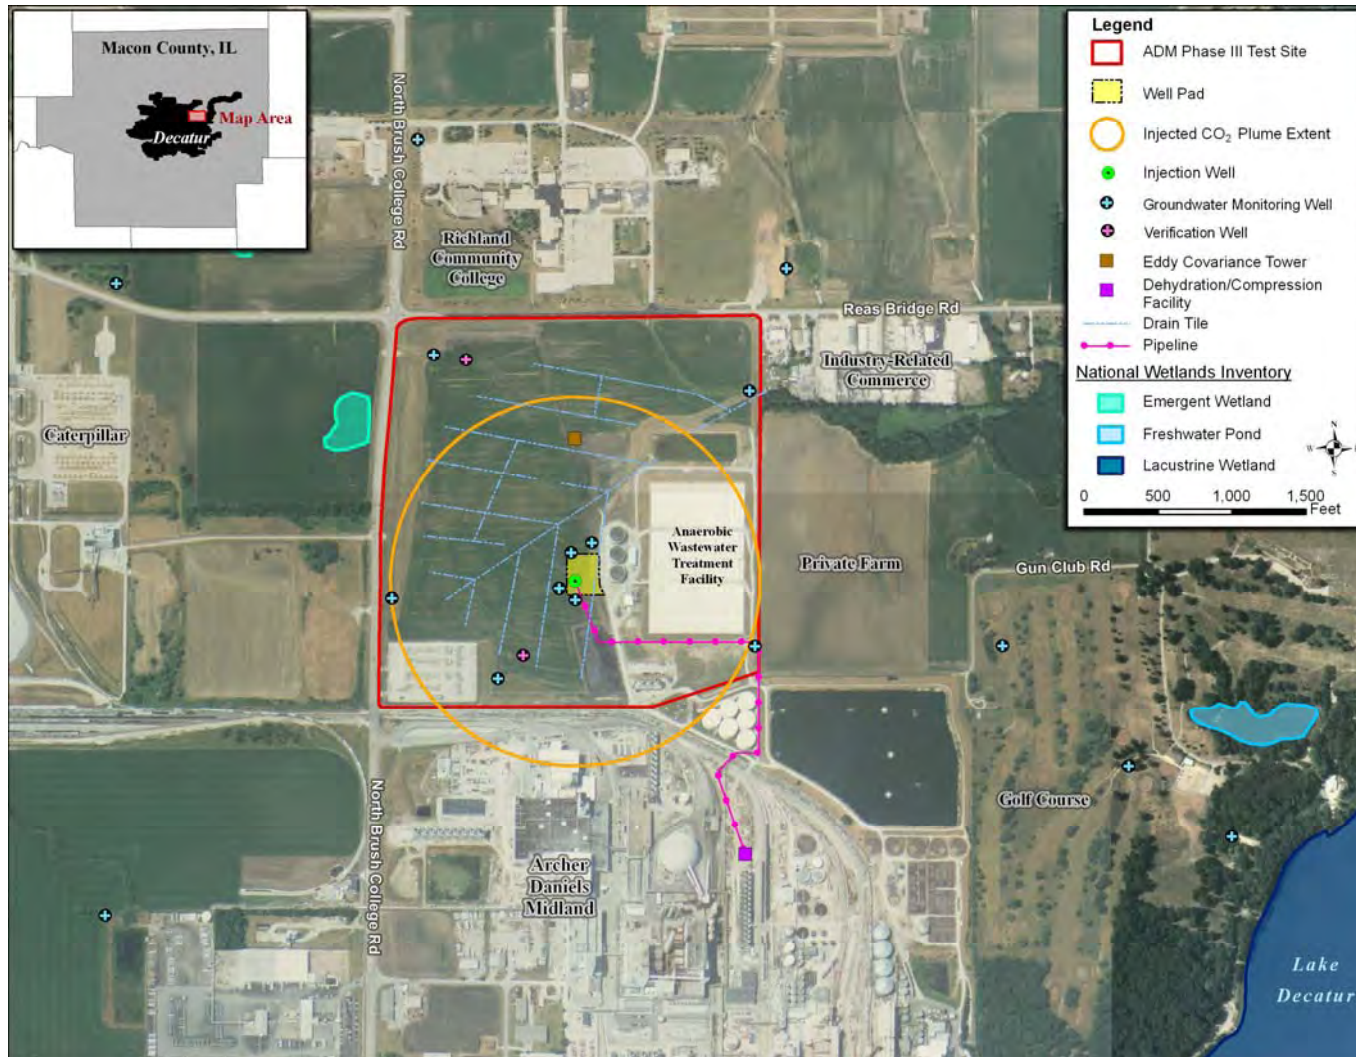 Macon County, IL
Map Area
Decatur
North Brush College Rd
Richland
Community
College
Reas Bridge Rd
Industry-Related
Commerce
Caterpillar
Anaerobic
Wastewater
Treatment
Facility
Private Farm
Gun Club Rd
Golf Course
North Brush College Rd
Archer
Daniels
Midland
Lake
Decatur
Legend
ADM Phase III Test Site
Well Pad
Injected CO₂ Plume Extent
Injection Well
Groundwater Monitoring Well
Verification Well
Eddy Covariance Tower
Dehydration/Compression
Facility
Drain Tile
Pipeline
National Wetlands Inventory
Emergent Wetland
Freshwater Pond
Lacustrine Wetland
N
W E
S
0 500 1,000 1,500
Feet